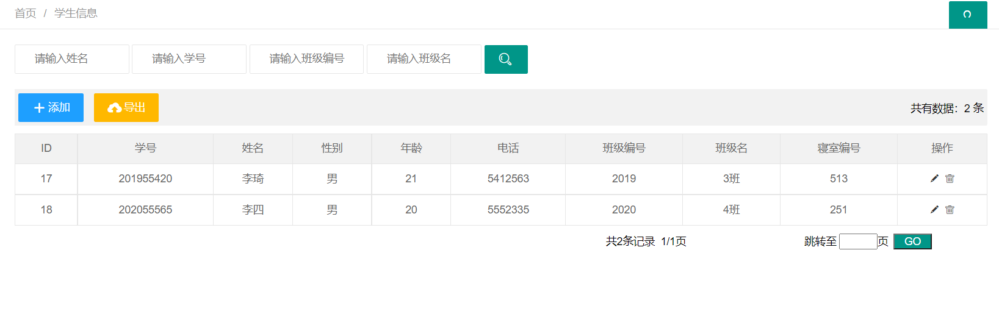 首页 / 学生信息
请输入姓名 请输入学号 请输入班级编号 请输入班级名
添加 导出 共有数据：2 条
ID 学号 姓名 性别 年龄 电话 班级编号 班级名 寝室编号 操作
17 201955420 李琦 男 21 5412563 2019 3班 513
18 202055565 李四 男 20 5552335 2020 4班 251
共2条记录 1/1页 跳转至 页 GO